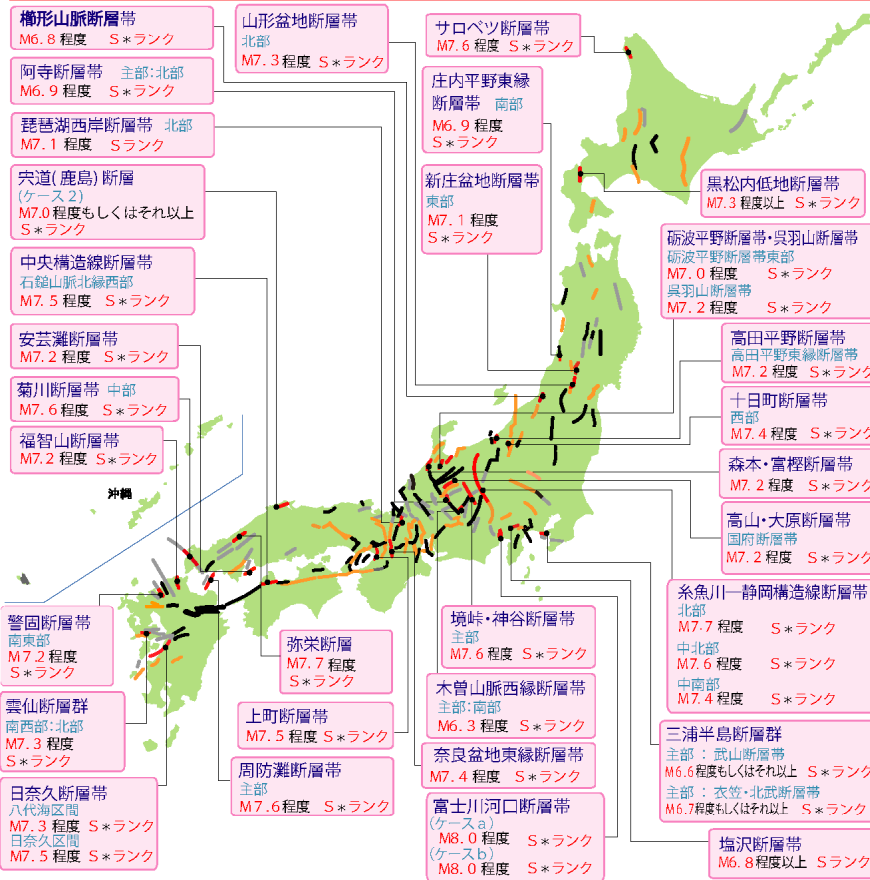 櫛形山脈断層帯
M6.8程度 S*ランク
阿寺断層帯 主部:北部
M6.9程度 S*ランク
琵琶湖西岸断層帯 北部
M7.1程度 Sランク
宍道(鹿島)断層
(ケース2)
M7.0程度もしくはそれ以上
S*ランク
中央構造線断層帯
石鎚山脈北縁西部
M7.5程度 S*ランク
安芸灘断層帯
M7.2程度 S*ランク
菊川断層帯 中部
M7.6程度 S*ランク
福智山断層帯
M7.2程度 S*ランク
沖縄
山形盆地断層帯
北部
M7.3程度 S*ランク
サロベツ断層帯
M7.6程度 S*ランク
庄内平野東縁
断層帯 南部
M6.9程度
S*ランク
新庄盆地断層帯
東部
M7.1程度
S*ランク
黒松内低地断層帯
M7.3程度以上 S*ランク
砺波平野断層帯・呉羽山断層帯
砺波平野断層帯東部
M7.0程度 S*ランク
呉羽山断層帯
M7.2程度 S*ランク
高田平野断層帯
高田平野東縁断層帯
M7.2程度 S*ランク
十日町断層帯
西部
M7.4程度 S*ランク
森本・富樫断層帯
M7.2程度 S*ランク
高山・大原断層帯
国府断層帯
M7.2程度 S*ランク
糸魚川―静岡構造線断層帯
北部
M7-7程度 S*ランク
中北部
M7.6程度 S*ランク
中南部
M7.4程度 S*ランク
三浦半島断層群
主部:武山断層帯
M6.6程度もしくはそれ以上 S*ランク
主部:衣笠・北武断層帯
M6.7程度もしくはそれ以上 S*ランク
塩沢断層帯
M6.8程度以上 Sランク
警固断層帯
南東部
M7.2程度
S*ランク
雲仙断層群
南西部:北部
M7.3程度
S*ランク
日奈久断層帯
八代海区間
M7.3程度 S*ランク
日奈久区間
M7.5程度 S*ランク
弥栄断層
M7.7程度
S*ランク
上町断層帯
M7.5程度 S*ランク
周防灘断層帯
主部
M7.6程度 S*ランク
境峠・神谷断層帯
主部
M7.6程度 S*ランク
木曽山脈西縁断層帯
主部:南部
M6.3程度 S*ランク
奈良盆地東縁断層帯
M7.4程度 S*ランク
富士川河口断層帯
(ケースa)
M8.0程度 S*ランク
(ケースb)
M8.0程度 S*ランク